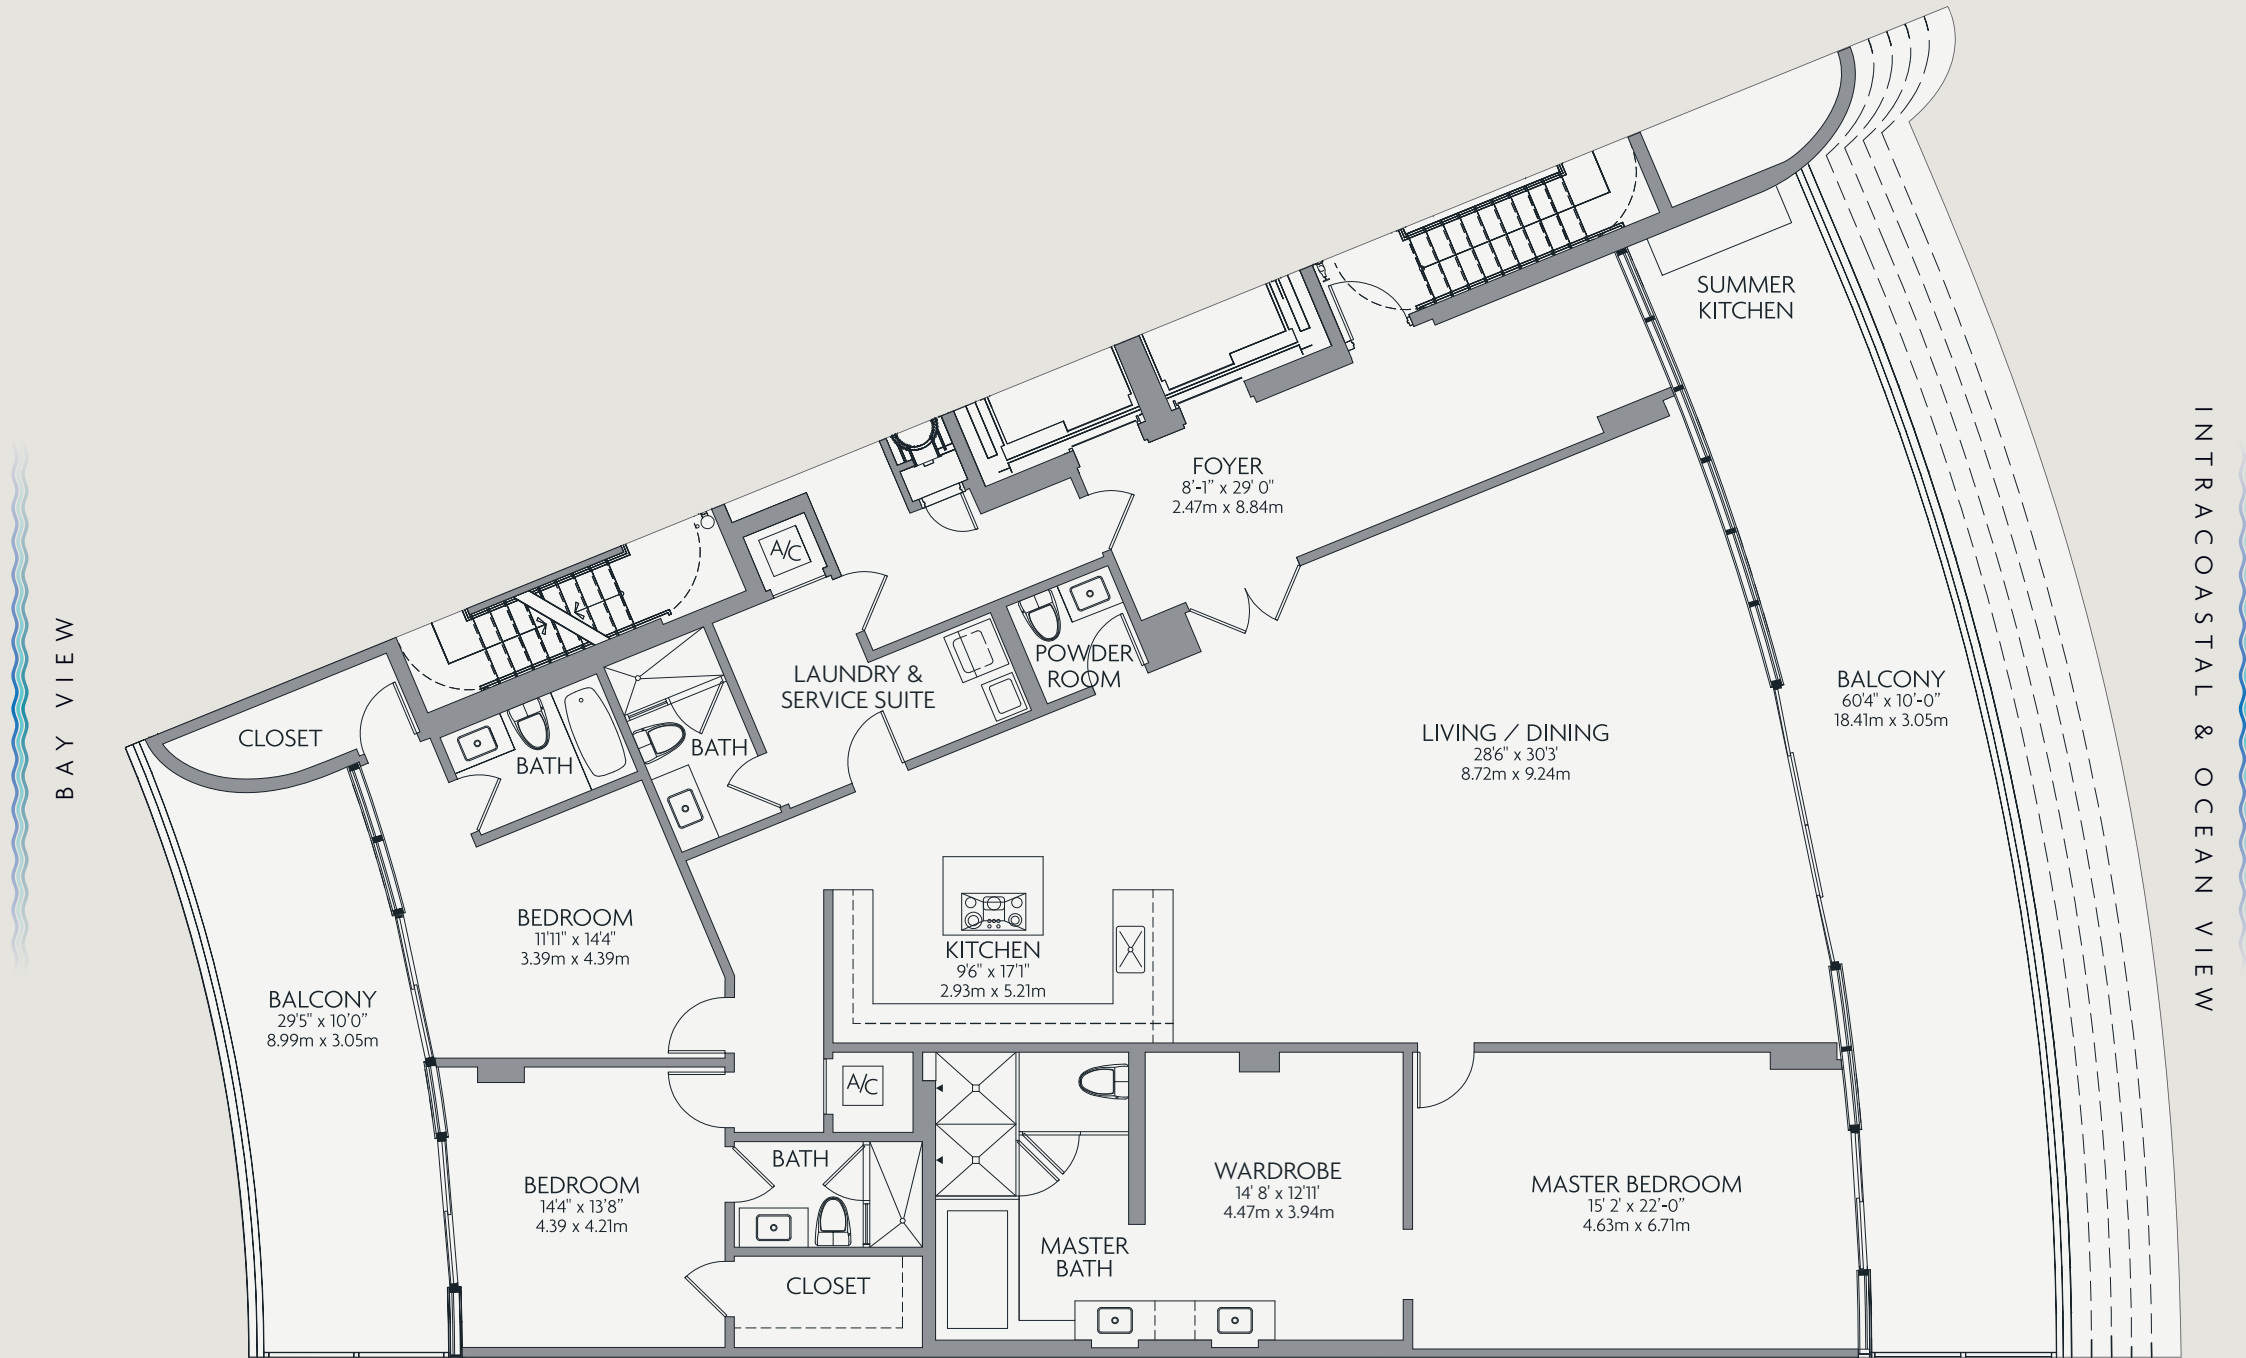 SUMMER
KITCHEN
FOYER
8'-1" x 29' 0"
2.47m x 8.84m
A/C
POWDER
ROOM
LAUNDRY &
SERVICE SUITE
BALCONY
60'4" x 10'-0"
18.41m x 3.05m
LIVING / DINING
28'6" x 30'3'
8.72m x 9.24m
CLOSET
BATH
BATH
BAY VIEW
INTRACOASTAL & OCEAN VIEW
BEDROOM
11'11" x 14'4"
3.39m x 4.39m
KITCHEN
9'6" x 17'1"
2.93m x 5.21m
BALCONY
29'5" x 10'0"
8.99m x 3.05m
A/C
BATH
BEDROOM
14'4" x 13'8"
4.39 x 4.21m
WARDROBE
14' 8' x 12'11'
4.47m x 3.94m
MASTER BEDROOM
15' 2' x 22'-0"
4.63m x 6.71m
MASTER
BATH
CLOSET